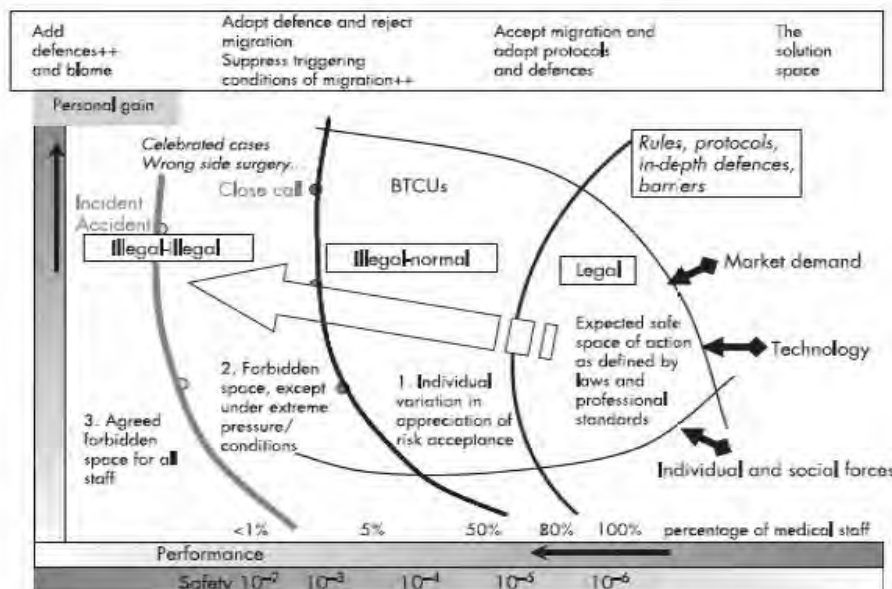 Add
defences++
and blame
Adapt defence and reject
migration
Suppress triggering
conditions of migration++
Accept migration and
adapt protocols
and defences
The
solution
space
Personal gain
Celebrated cases
Wrong side surgery...
Close call
BTCUs
Rules, protocols,
in-depth defences,
barriers
Incident
Accident
Illegal-illegal
Illegal-normal
Legal
Market demand
Technology
Individual and social forces
Expected safe
space of action
as defined by
laws and
professional
standards
1. Individual
variation in
appreciation of
risk acceptance
2. Forbidden
space, except
under extreme
pressure/
conditions
3. Agreed
forbidden
space for all
staff
<1% 5% 50% 80% 100% percentage of medical staff
Performance
Safety 10⁻² 10⁻³ 10⁻⁴ 10⁻⁵ 10⁻⁶